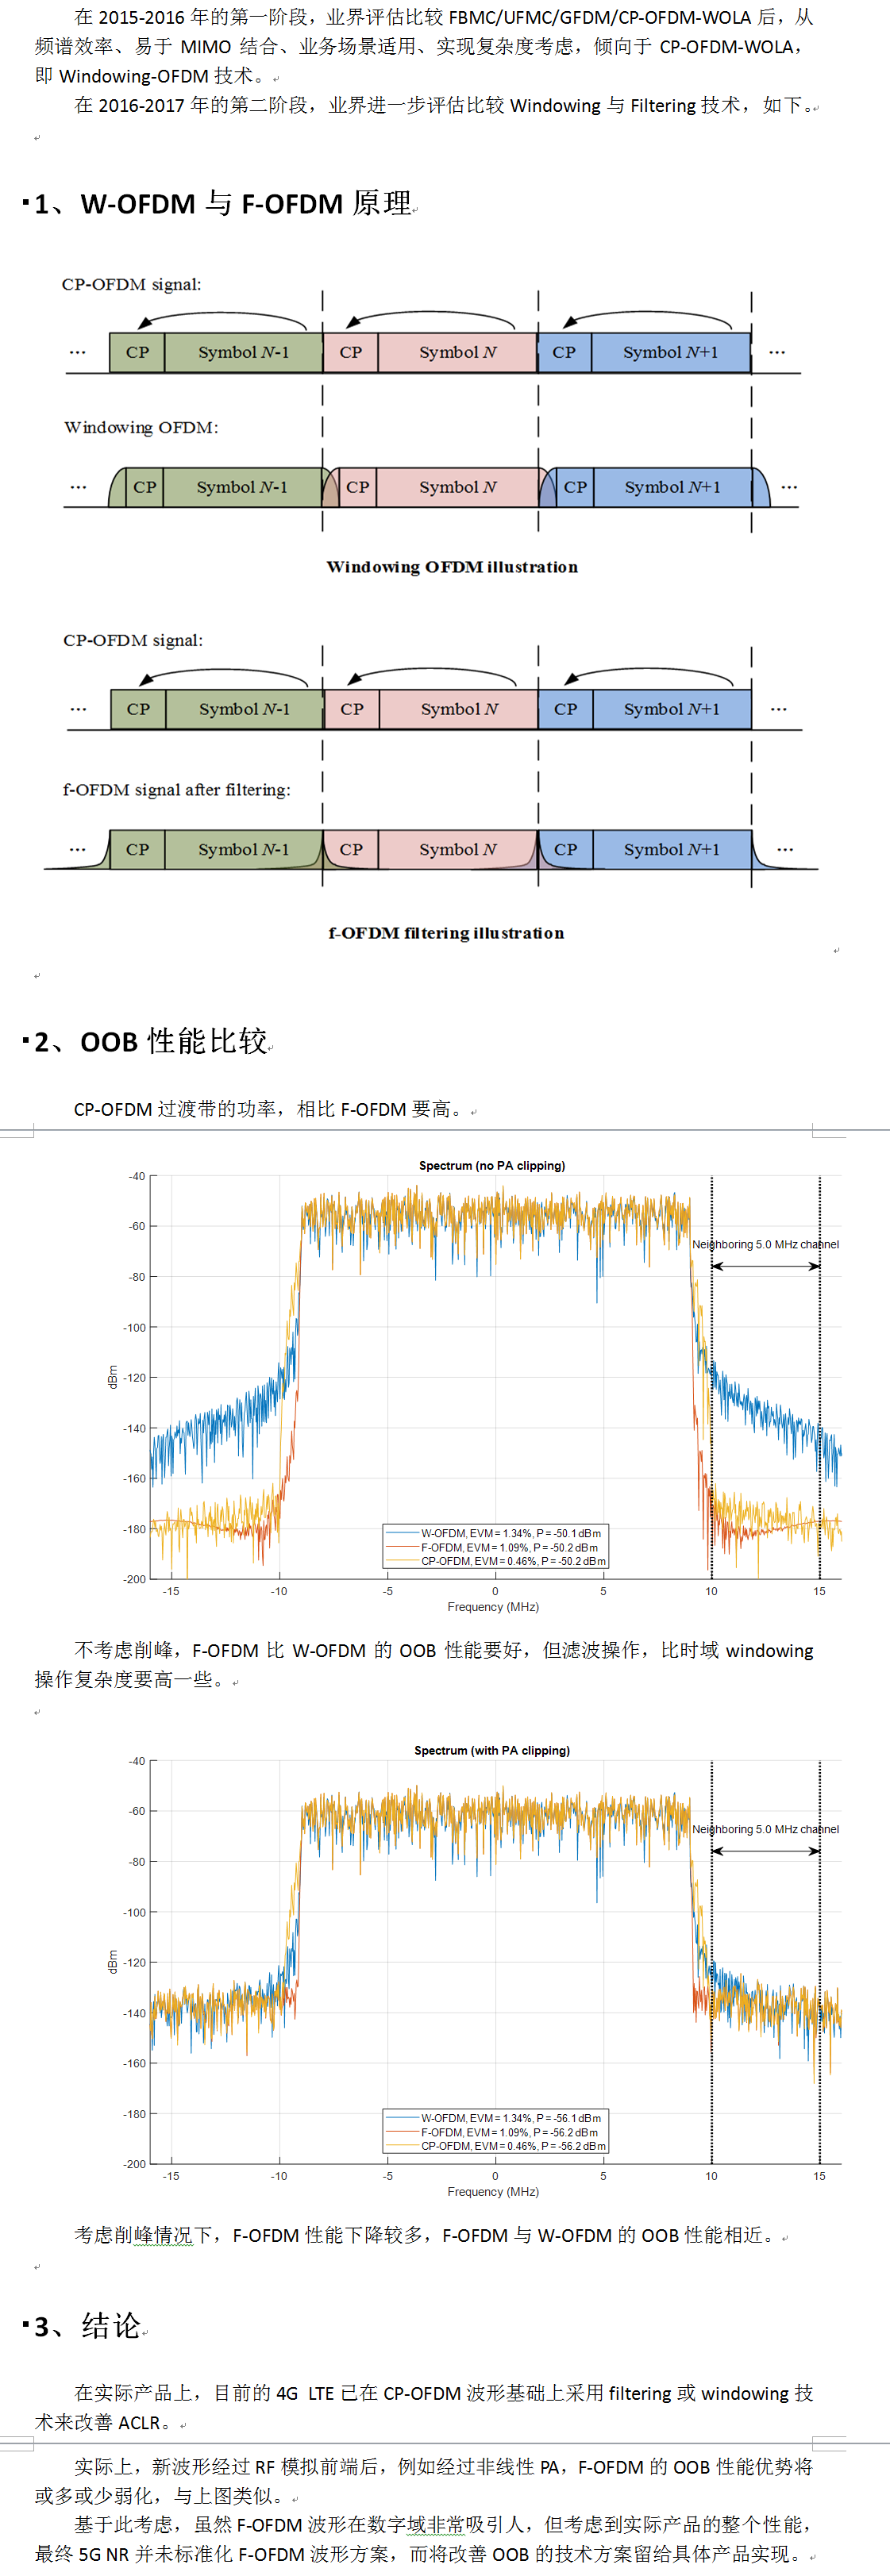 在 2015-2016 年的第一阶段，业界评估比较 FBMC/UFMC/GFDM/CP-OFDM-WOLA 后，从
频谱效率、易于 MIMO 结合、业务场景适用、实现复杂度考虑，倾向于 CP-OFDM-WOLA，
即 Windowing-OFDM 技术。
在 2016-2017 年的第二阶段，业界进一步评估比较 Windowing 与 Filtering 技术，如下。
1、W-OFDM 与 F-OFDM 原理
CP-OFDM signal:
... CP Symbol N-1 CP Symbol N CP Symbol N+1 ...
Windowing OFDM:
... CP Symbol N-1 CP Symbol N CP Symbol N+1 ...
Windowing OFDM illustration
CP-OFDM signal:
... CP Symbol N-1 CP Symbol N CP Symbol N+1 ...
f-OFDM signal after filtering:
... CP Symbol N-1 CP Symbol N CP Symbol N+1 ...
f-OFDM filtering illustration
2、OOB 性能比较
CP-OFDM 过渡带的功率，相比 F-OFDM 要高。
Spectrum (no PA clipping)
-40
-60
Neighboring 5.0 MHz channel
-80
-100
dBm
-120
-140
-160
-180
-200
W-OFDM, EVM = 1.34%, P = -50.1 dBm
F-OFDM, EVM = 1.09%, P = -50.2 dBm
CP-OFDM, EVM = 0.46%, P = -50.2 dBm
-15 -10 -5 0 5 10 15
Frequency (MHz)
不考虑削峰，F-OFDM 比 W-OFDM 的 OOB 性能要好，但滤波操作，比时域 windowing
操作复杂度要高一些。
Spectrum (with PA clipping)
-40
-60
Neighboring 5.0 MHz channel
-80
-100
dBm
-120
-140
-160
-180
-200
W-OFDM, EVM = 1.34%, P = -56.1 dBm
F-OFDM, EVM = 1.09%, P = -56.2 dBm
CP-OFDM, EVM = 0.46%, P = -56.2 dBm
-15 -10 -5 0 5 10 15
Frequency (MHz)
考虑削峰情况下，F-OFDM 性能下降较多，F-OFDM 与 W-OFDM 的 OOB 性能相近。
3、结论
在实际产品上，目前的 4G LTE 已在 CP-OFDM 波形基础上采用 filtering 或 windowing 技
术来改善 ACLR。
实际上，新波形经过 RF 模拟前端后，例如经过非线性 PA，F-OFDM 的 OOB 性能优势将
或多或少弱化，与上图类似。
基于此考虑，虽然 F-OFDM 波形在数字域非常吸引人，但考虑到实际产品的整个性能，
最终 5G NR 并未标准化 F-OFDM 波形方案，而将改善 OOB 的技术方案留给具体产品实现。